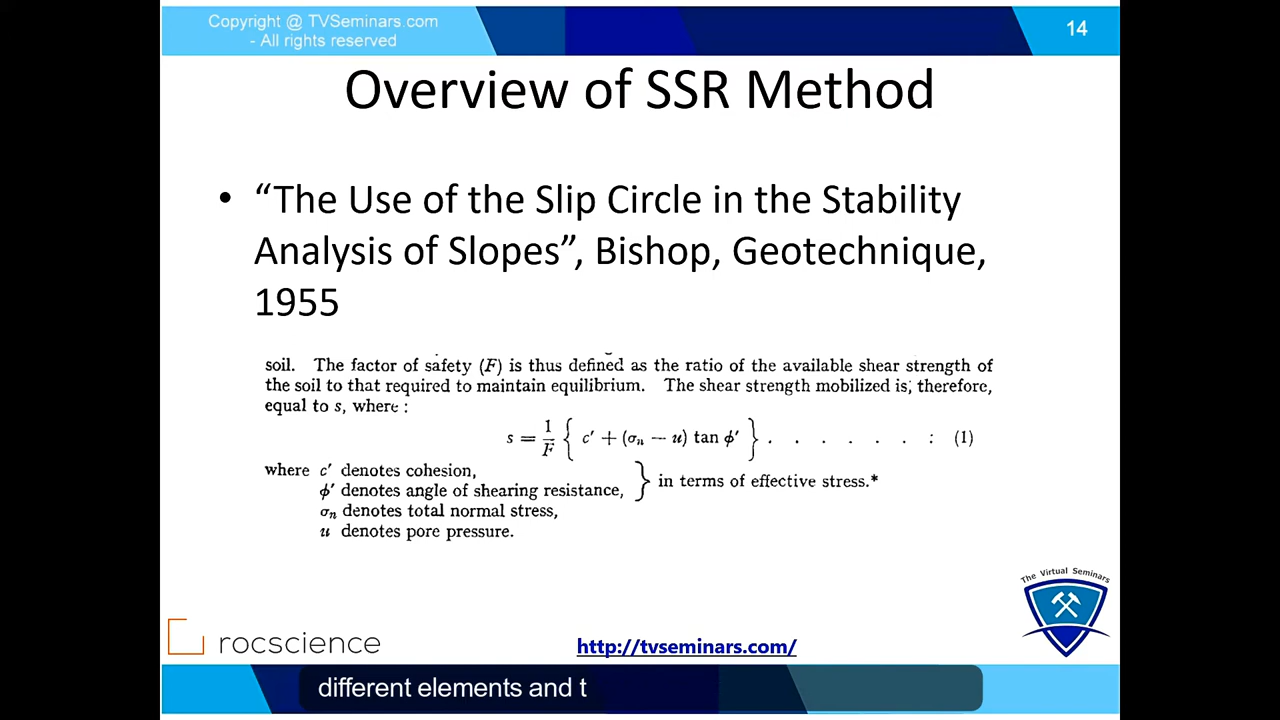 Copyright @ TVSeminars.com
- All rights reserved
14
Overview of SSR Method
• “The Use of the Slip Circle in the Stability
Analysis of Slopes”, Bishop, Geotechnique,
1955
soil. The factor of safety (F) is thus defined as the ratio of the available shear strength of
the soil to that required to maintain equilibrium. The shear strength mobilized is, therefore,
equal to s, where :
s = 1/F { c′ + (σn − u) tan ϕ′ } . . . . . . . : (1)
where c′ denotes cohesion,
ϕ′ denotes angle of shearing resistance,
} in terms of effective stress.*
σn denotes total normal stress,
u denotes pore pressure.
The Virtual Seminars
rocscience
http://tvseminars.com/
different elements and t